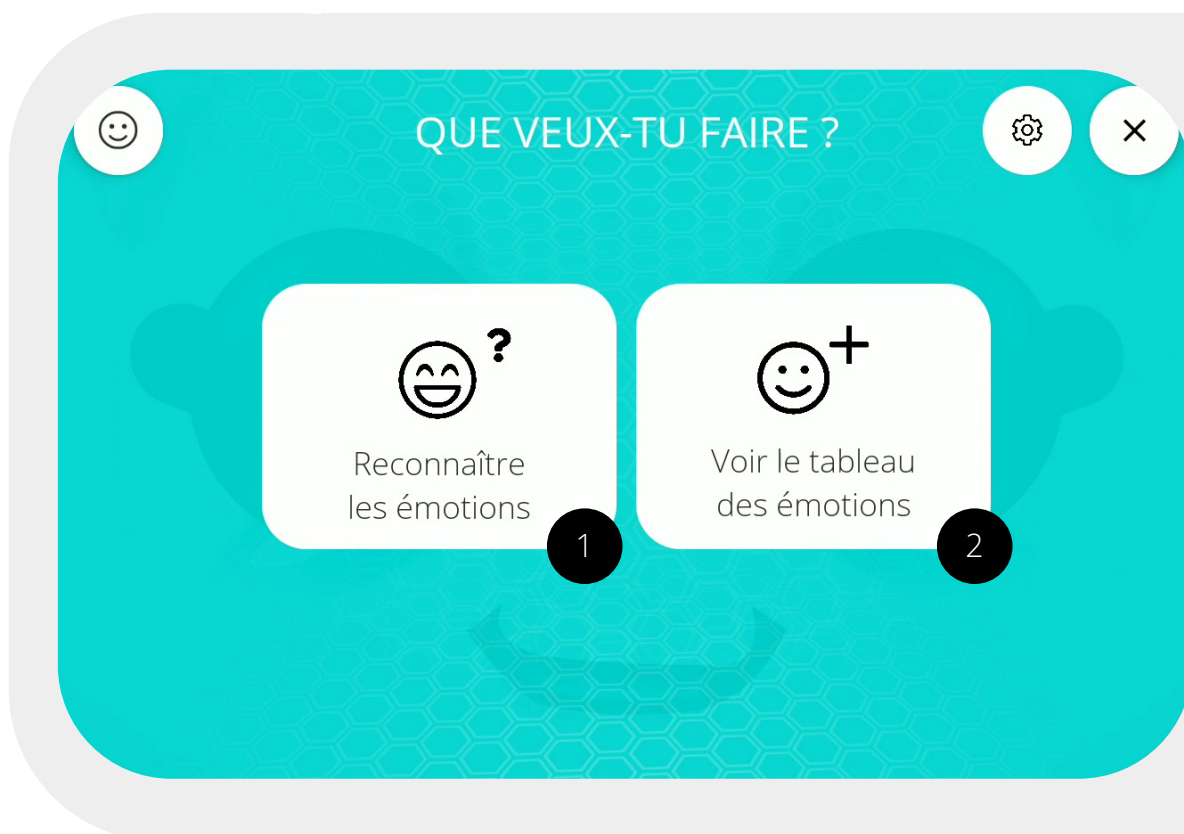 QUE VEUX-TU FAIRE ?
?
Reconnaître
les émotions
1
Voir le tableau
des émotions
2